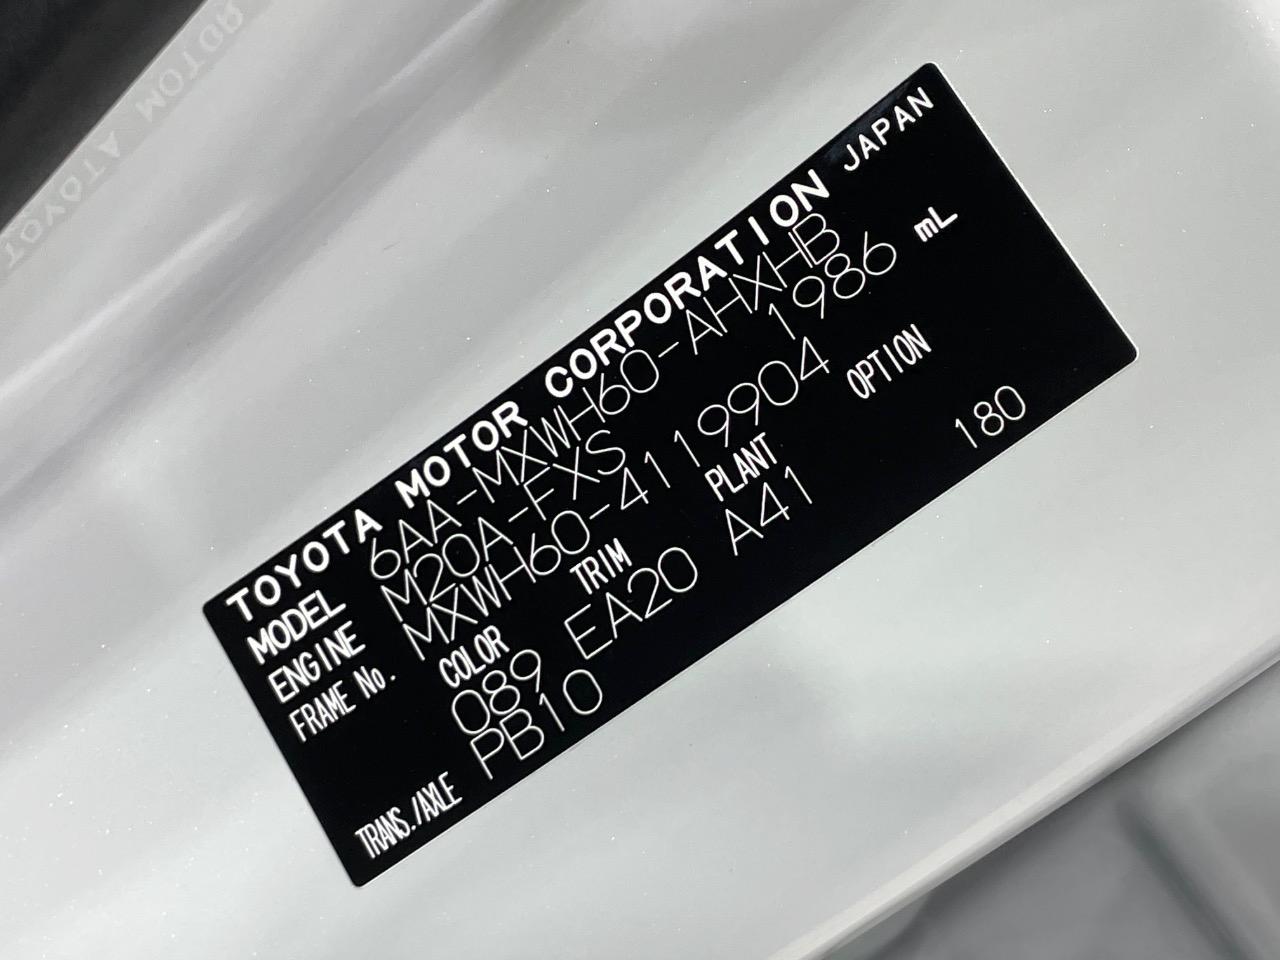 TOYOTA MOTOR CORPORATION JAPAN
MODEL 6AA-MXWH60-AHXHB
ENGINE M20A-FXS 1986 mL
FRAME No. MXWH60-4119904
COLOR TRIM PLANT OPTION
089 EA20 A41 180
TRANS./AXLE PB10
TOYOTA MOTOR